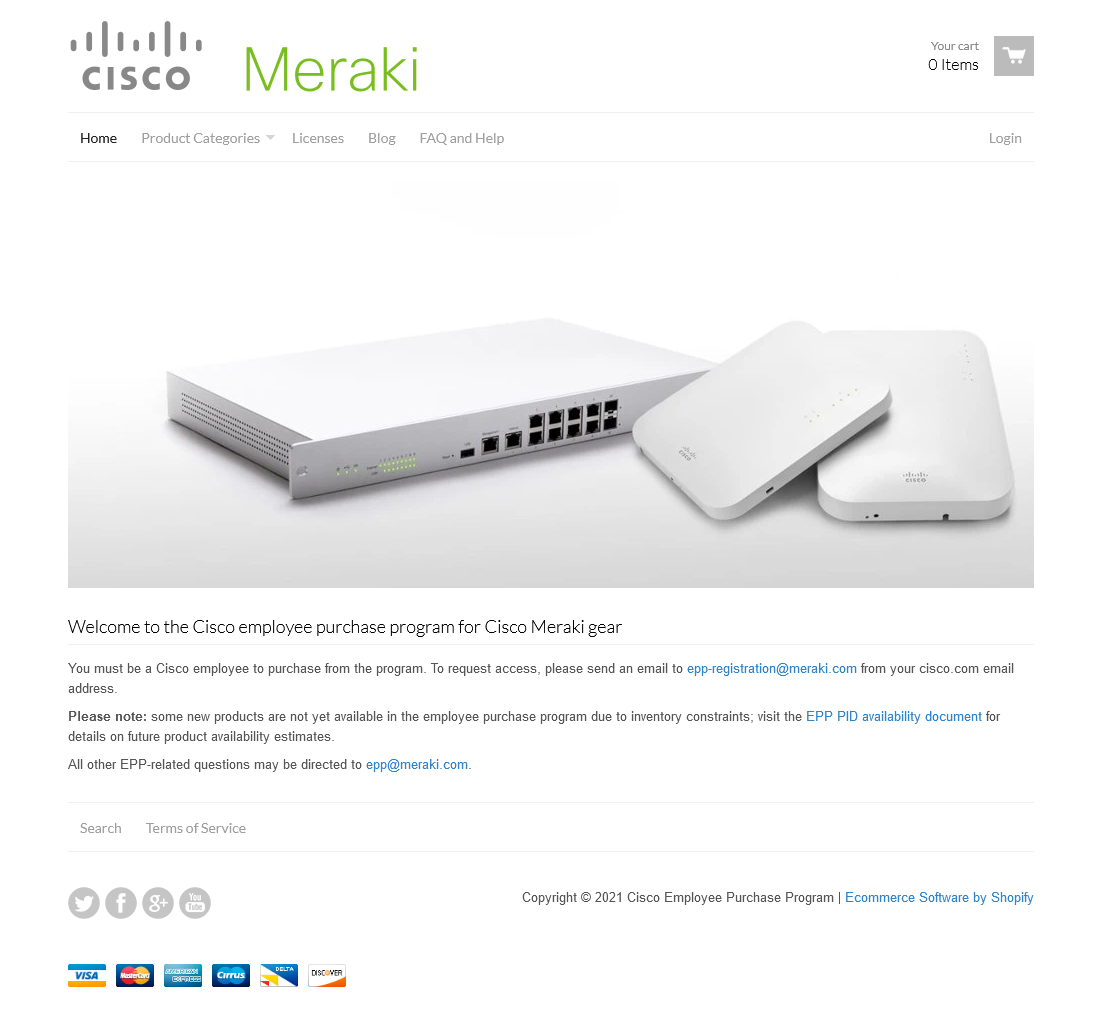 CISCO Meraki
Your cart
0 Items
Home Product Categories Licenses Blog FAQ and Help Login
CISCO
CISCO
Welcome to the Cisco employee purchase program for Cisco Meraki gear
You must be a Cisco employee to purchase from the program. To request access, please send an email to epp-registration@meraki.com from your cisco.com email
address.
Please note: some new products are not yet available in the employee purchase program due to inventory constraints; visit the EPP PID availability document for
details on future product availability estimates.
All other EPP-related questions may be directed to epp@meraki.com.
Search Terms of Service
f g+ You Tube
Copyright © 2021 Cisco Employee Purchase Program | Ecommerce Software by Shopify
VISA MasterCard AMERICAN EXPRESS Cirrus DELTA DISCOVER